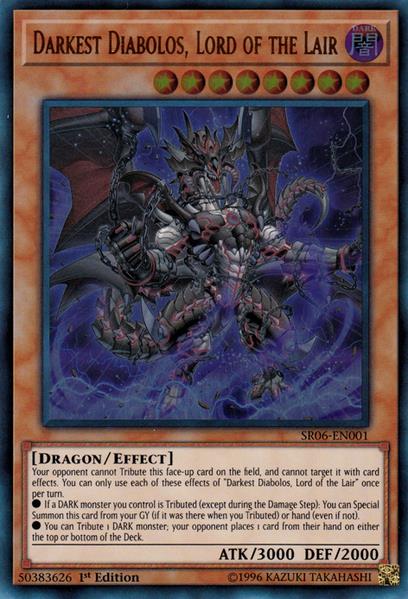 DARKEST DIABOLOS, LORD OF THE LAIR
DARK
闇
SR06-EN001
[DRAGON/EFFECT]
Your opponent cannot Tribute this face-up card on the field, and cannot target it with card
effects. You can only use each of these effects of "Darkest Diabolos, Lord of the Lair" once
per turn.
● If a DARK monster you control is Tributed (except during the Damage Step): You can Special
Summon this card from your GY (if it was there when you Tributed) or hand (even if not).
● You can Tribute 1 DARK monster; your opponent places 1 card from their hand on either
the top or bottom of the Deck.
ATK/3000 DEF/2000
50383626 1st Edition ©1996 KAZUKI TAKAHASHI